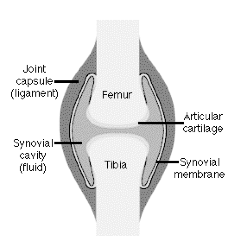 Joint
capsule
(ligament)
Femur
Articular
cartilage
Synovial
cavity
(fluid)
Tibia
Synovial
membrane